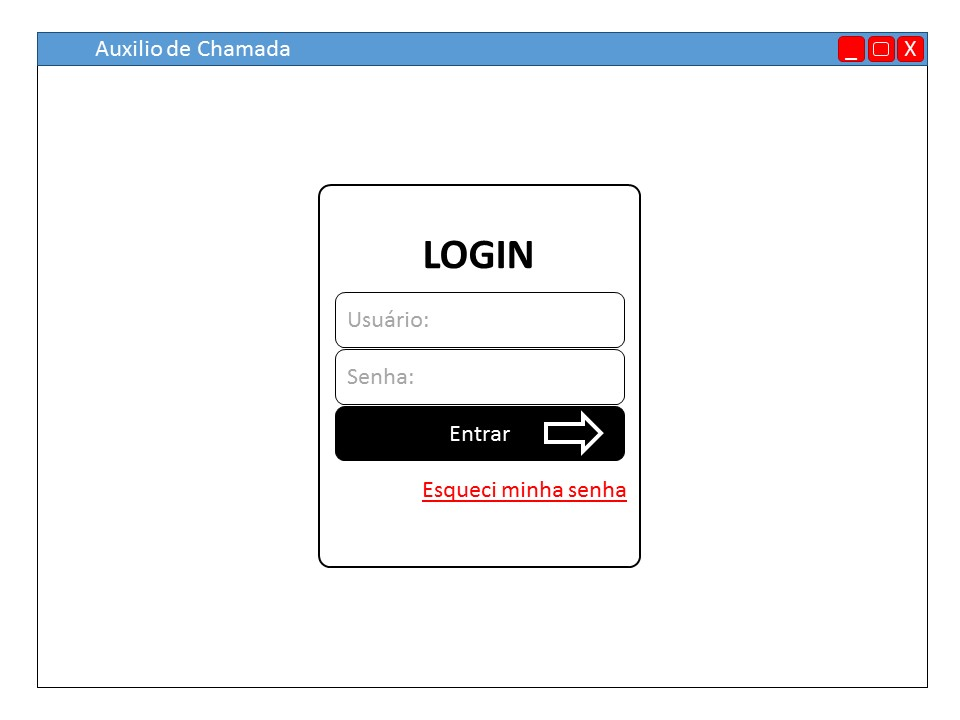 Auxilio de Chamada
_ X
LOGIN
Usuário:
Senha:
Entrar
Esqueci minha senha